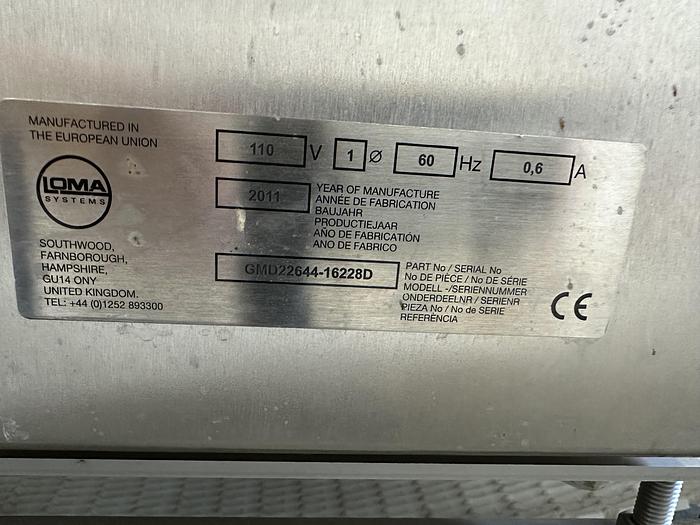 MANUFACTURED IN
THE EUROPEAN UNION
110 V 1 Ø 60 Hz 0,6 A
LOMA
SYSTEMS
2011
YEAR OF MANUFACTURE
ANNÉE DE FABRICATION
BAUJAHR
PRODUCTIEJAAR
AÑO DE FABRICATIÓN
ANO DE FABRICO
SOUTHWOOD,
FARNBOROUGH,
HAMPSHIRE,
GU14 ONY
UNITED KINGDOM.
TEL: +44 (0)1252 893300
GMD22644-16228D
PART No / SERIAL No
No DE PIÈCE / No DE SÉRIE
MODELL -/SERIENNUMMER
ONDERDEELNR / SERIENR
PIEZA No / No de SERIE
REFERÊNCIA
CE